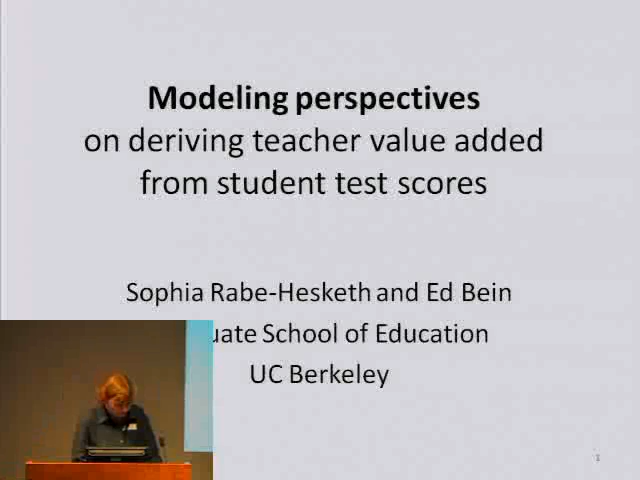 Modeling perspectives
on deriving teacher value added
from student test scores
Sophia Rabe-Hesketh and Ed Bein
School of Education
UC Berkeley
1